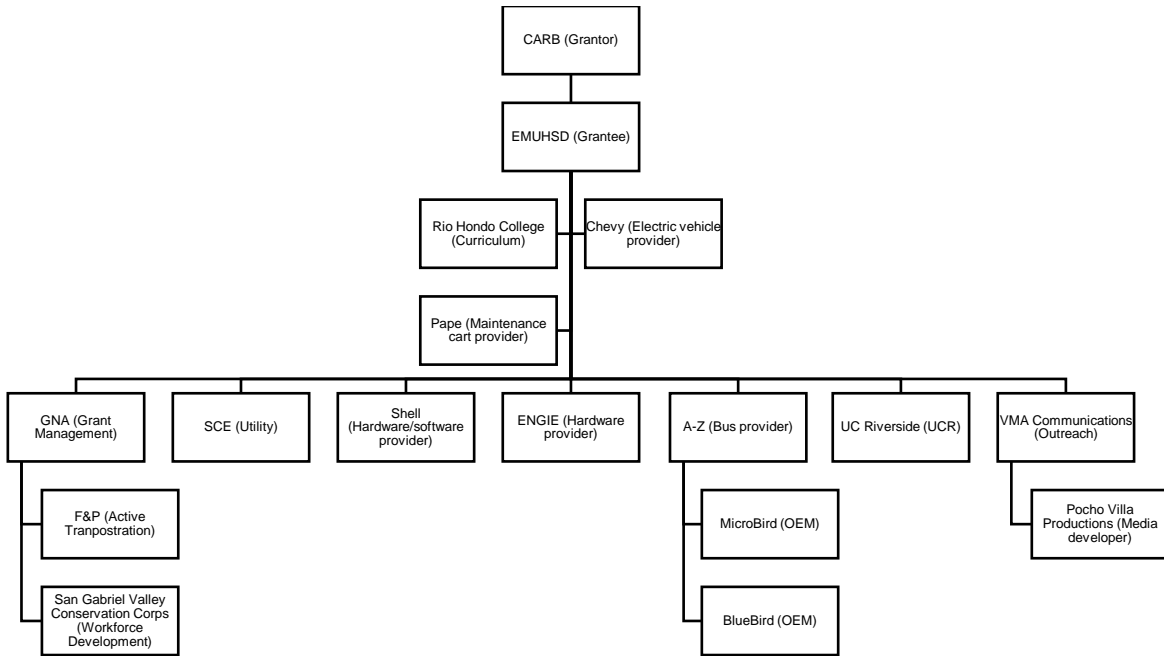 CARB (Grantor)
EMUHSD (Grantee)
Rio Hondo College
(Curriculum)
Chevy (Electric vehicle
provider)
Pape (Maintenance
cart provider)
GNA (Grant
Management)
SCE (Utility)
Shell
(Hardware/software
provider)
ENGIE (Hardware
provider)
A-Z (Bus provider)
UC Riverside (UCR)
VMA Communications
(Outreach)
F&P (Active
Tranpostration)
MicroBird (OEM)
Pocho Villa
Productions (Media
developer)
San Gabriel Valley
Conservation Corps
(Workforce
Development)
BlueBird (OEM)